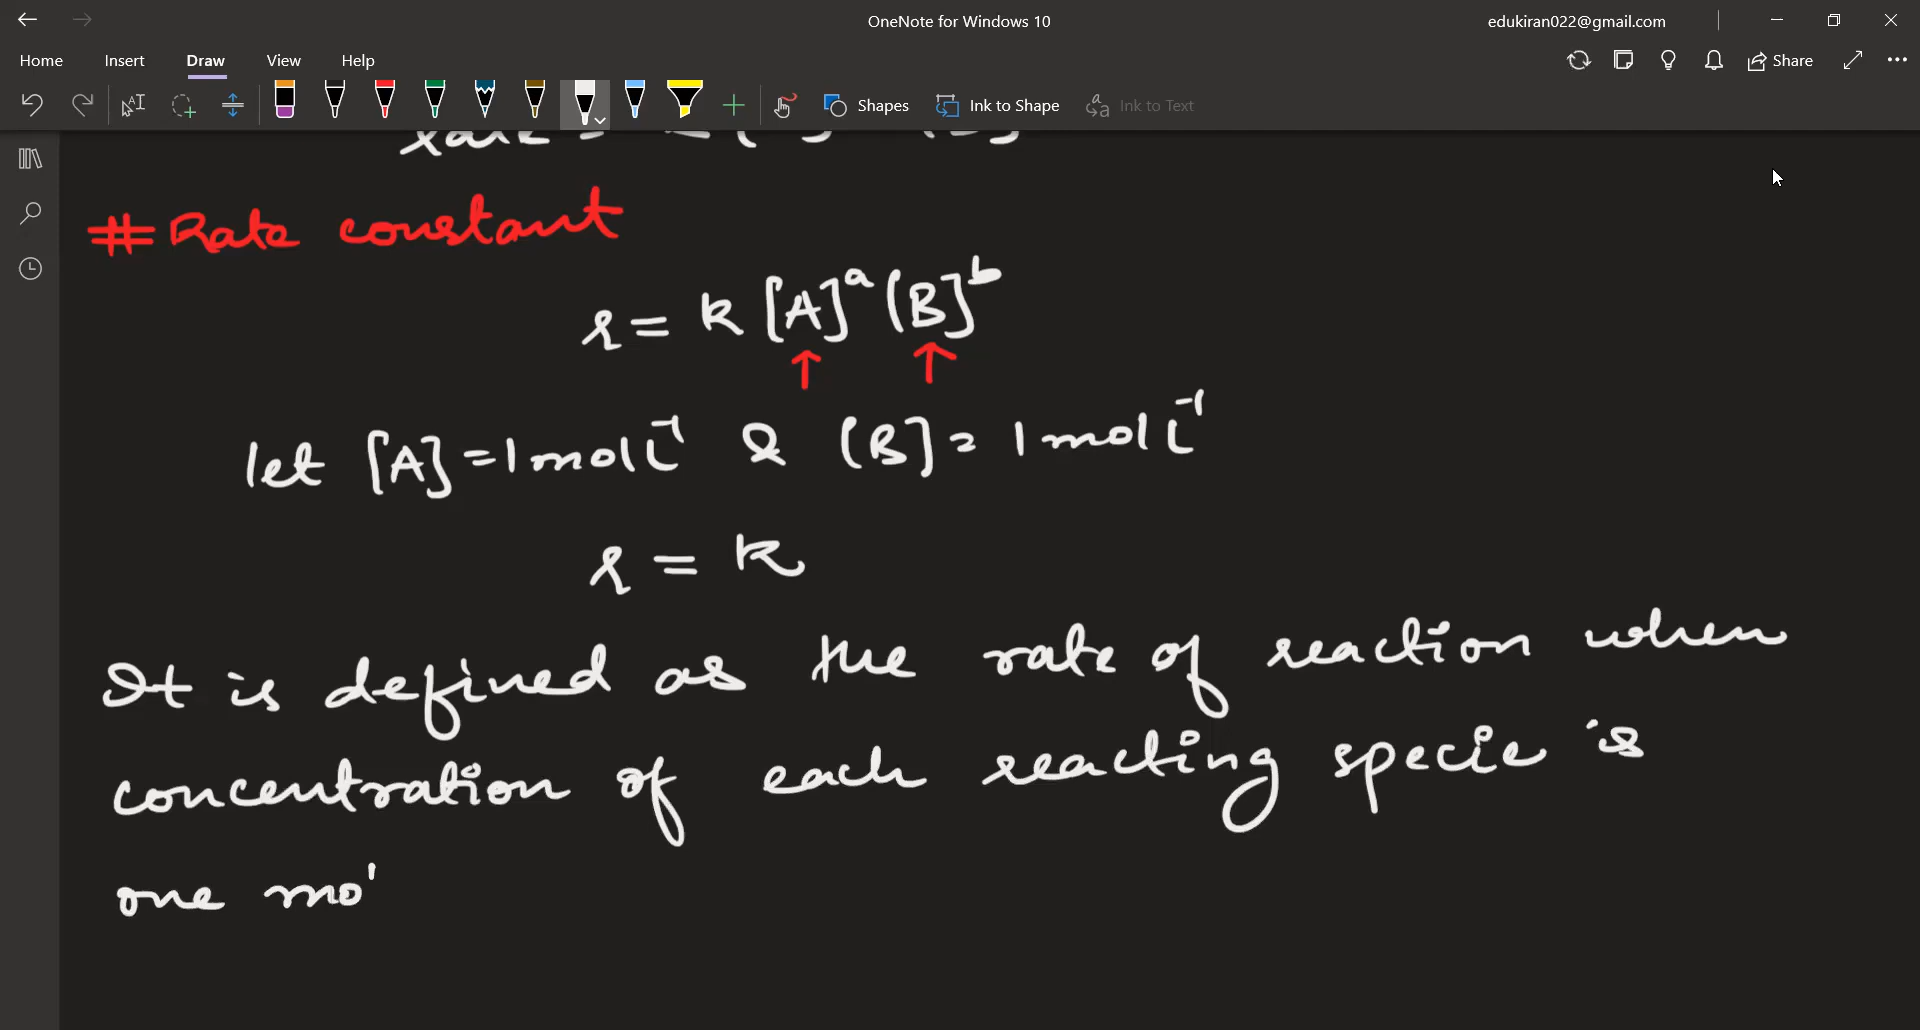 OneNote for Windows 10
edukiran022@gmail.com
Home Insert Draw View Help
Share
Shapes Ink to Shape Ink to Text
# Rate constant
r = k [A]^a (B]^b
let [A] = 1 mol L^-1 & (B] = 1 mol L^-1
r = k
It is defined as the rate of reaction when
concentration of each reacting specie is
one mo